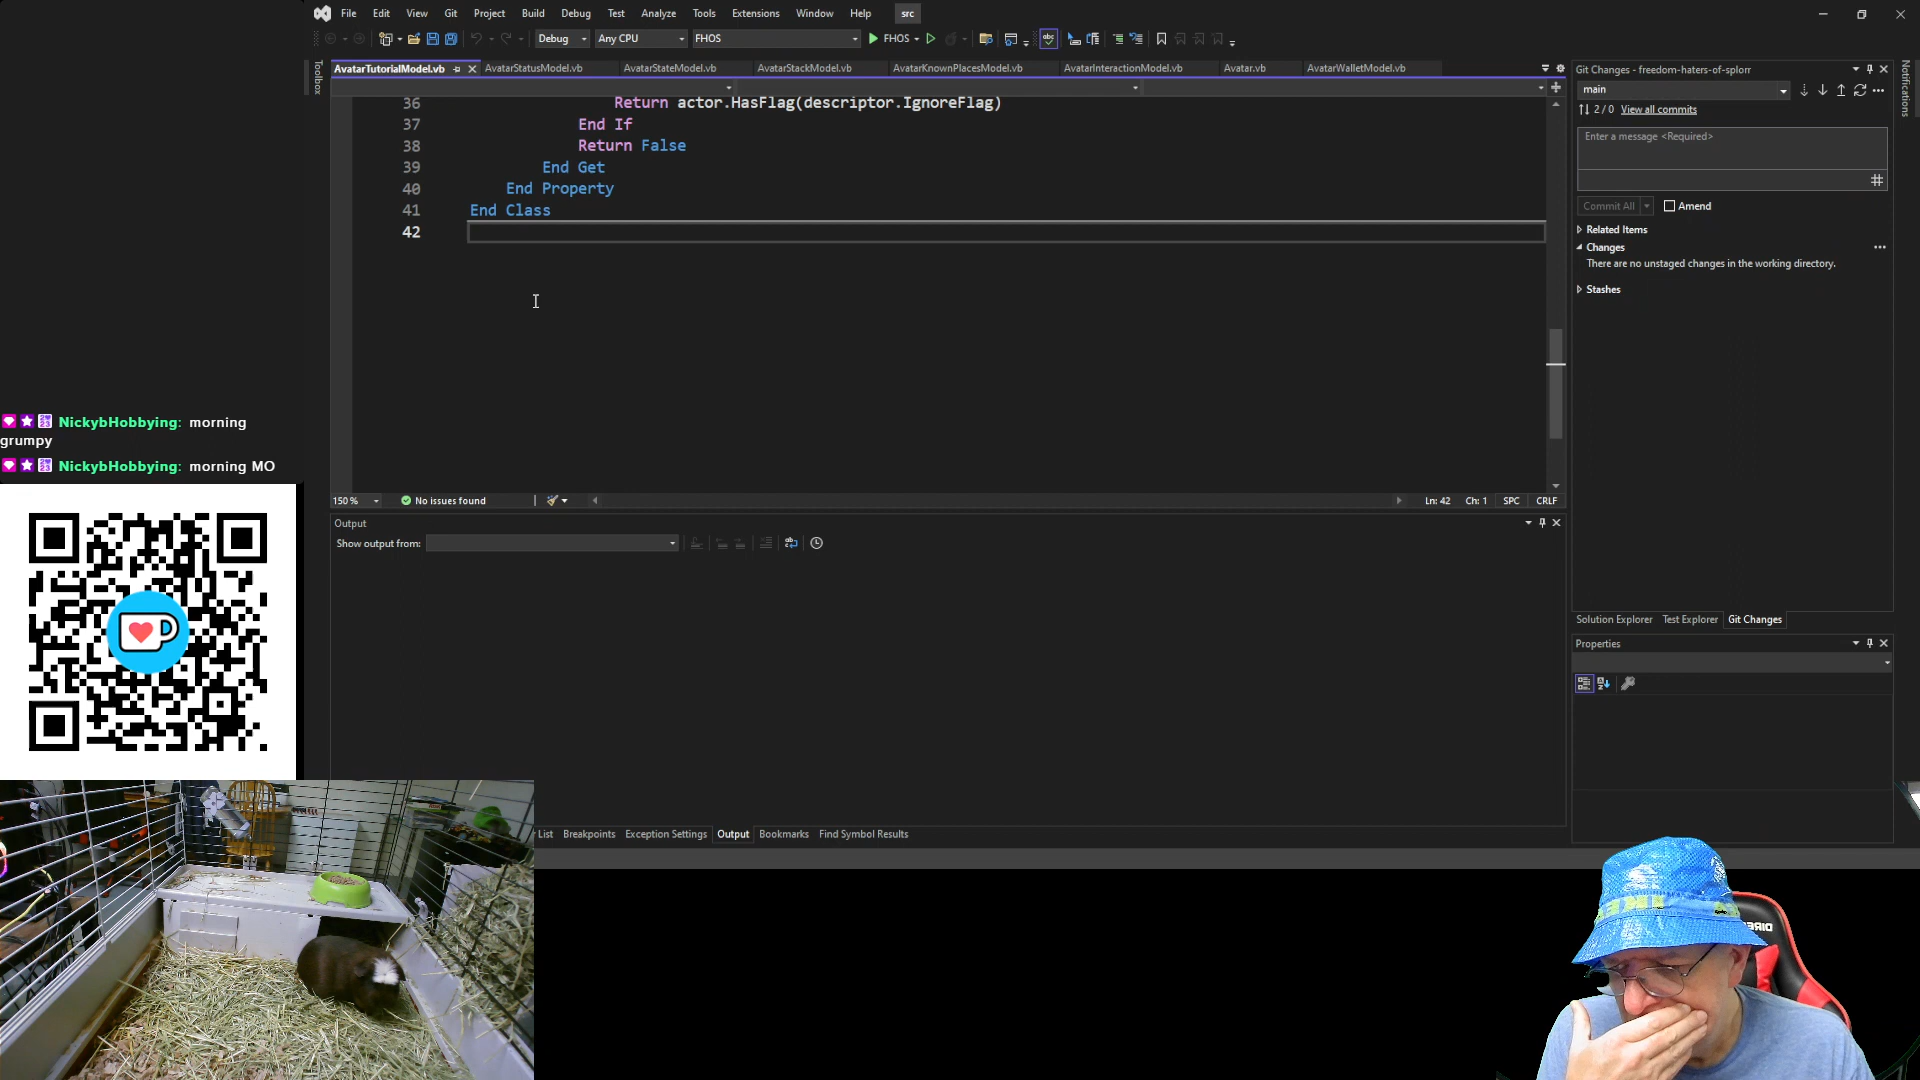 File Edit View Git Project Build Debug Test Analyze Tools Extensions Window Help src
Debug Any CPU FHOS FHOS
Toolbox
AvatarTutorialModel.vb AvatarStatusModel.vb AvatarStateModel.vb AvatarStackModel.vb AvatarKnownPlacesModel.vb AvatarInteractionModel.vb Avatar.vb AvatarWalletModel.vb
36 Return actor.HasFlag(descriptor.IgnoreFlag)
37 End If
38 Return False
39 End Get
40 End Property
41 End Class
42
150 % No issues found Ln: 42 Ch: 1 SPC CRLF
Output
Show output from:
List Breakpoints Exception Settings Output Bookmarks Find Symbol Results
Git Changes - freedom-haters-of-splorr
main
2 / 0 View all commits
Enter a message <Required>
Commit All Amend
Related Items
Changes
There are no unstaged changes in the working directory.
Stashes
Solution Explorer Test Explorer Git Changes
Properties
Notifications
NickybHobbying: morning
grumpy
NickybHobbying: morning MO